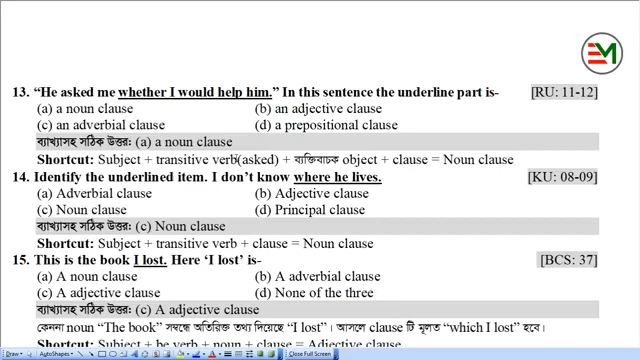 EM
13. “He asked me whether I would help him.” In this sentence the underline part is- [RU: 11-12]
(a) a noun clause (b) an adjective clause
(c) an adverbial clause (d) a prepositional clause
ব্যাখ্যাসহ সঠিক উত্তর: (a) a noun clause
Shortcut: Subject + transitive verb(asked) + ব্যক্তিবাচক object + clause = Noun clause
14. Identify the underlined item. I don’t know where he lives. [KU: 08-09]
(a) Adverbial clause (b) Adjective clause
(c) Noun clause (d) Principal clause
ব্যাখ্যাসহ সঠিক উত্তর: (c) Noun clause
Shortcut: Subject + transitive verb + clause = Noun clause
15. This is the book I lost. Here ‘I lost’ is- [BCS: 37]
(a) A noun clause (b) A adverbial clause
(c) A adjective clause (d) None of the three
ব্যাখ্যাসহ সঠিক উত্তর: (c) A adjective clause
কেননা noun “The book” সম্বন্ধে অতিরিক্ত তথ্য দিয়েছে “I lost”। আসলে clause টি মূলত “which I lost” হবে।
Shortcut: Subject + be verb + noun + clause = Adjective clause
Draw AutoShapes Close Full Screen